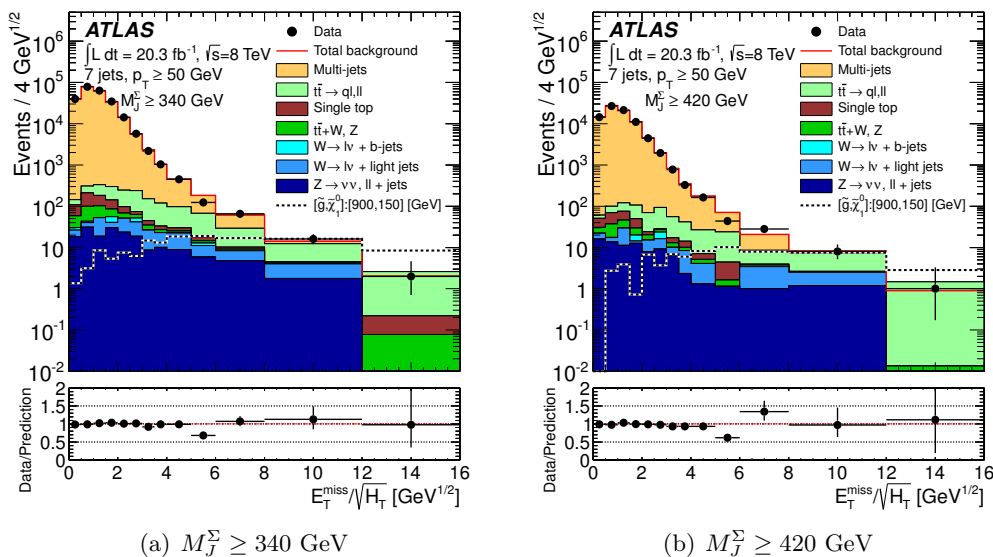 ATLAS
∫L dt = 20.3 fb⁻¹, √s=8 TeV
7 jets, p_T ≥ 50 GeV
M_J^Σ ≥ 340 GeV
Data
Total background
Multi-jets
tt̄ → ql,ll
Single top
tt̄+W, Z
W→lν + b-jets
W→lν + light jets
Z→νν, ll + jets
[g̃,χ̃₁⁰]:[900,150] [GeV]
Events / 4 GeV^{1/2}
10⁶
10⁵
10⁴
10³
10²
10
1
10⁻¹
10⁻²
Data/Prediction
2
1.5
1
0.5
0
0 2 4 6 8 10 12 14 16
E_T^miss/√H_T [GeV^{1/2}]
(a) M_J^Σ ≥ 340 GeV
ATLAS
∫L dt = 20.3 fb⁻¹, √s=8 TeV
7 jets, p_T ≥ 50 GeV
M_J^Σ ≥ 420 GeV
Data
Total background
Multi-jets
tt̄ → ql,ll
Single top
tt̄+W, Z
W→lν + b-jets
W→lν + light jets
Z→νν, ll + jets
[g̃,χ̃₁⁰]:[900,150] [GeV]
Events / 4 GeV^{1/2}
10⁶
10⁵
10⁴
10³
10²
10
1
10⁻¹
10⁻²
Data/Prediction
2
1.5
1
0.5
0
0 2 4 6 8 10 12 14 16
E_T^miss/√H_T [GeV^{1/2}]
(b) M_J^Σ ≥ 420 GeV